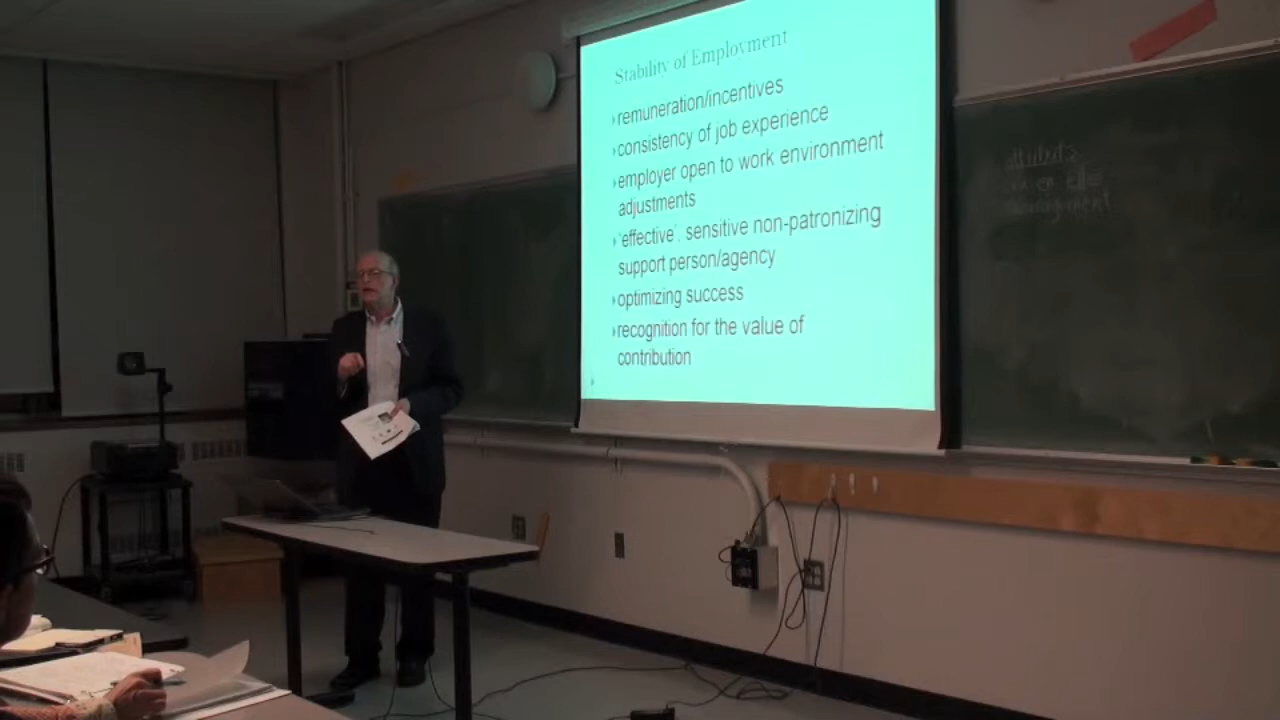 Stability of Employment
remuneration/incentives
consistency of job experience
employer open to work environment
adjustments
'effective'. sensitive non-patronizing
support person/agency
optimizing success
recognition for the value of
contribution